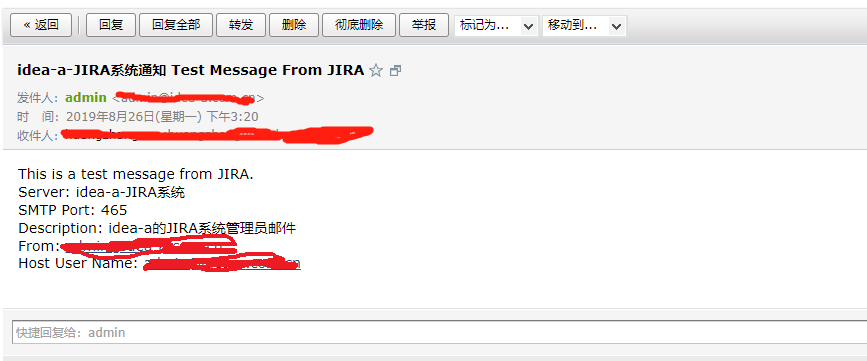 « 返回 回复 回复全部 转发 删除 彻底删除 举报 标记为... 移动到...
idea-a-JIRA系统通知 Test Message From JIRA
发件人: admin
时 间: 2019年8月26日(星期一) 下午3:20
收件人:
This is a test message from JIRA.
Server: idea-a-JIRA系统
SMTP Port: 465
Description: idea-a的JIRA系统管理员邮件
From:
Host User Name:
快捷回复给: admin